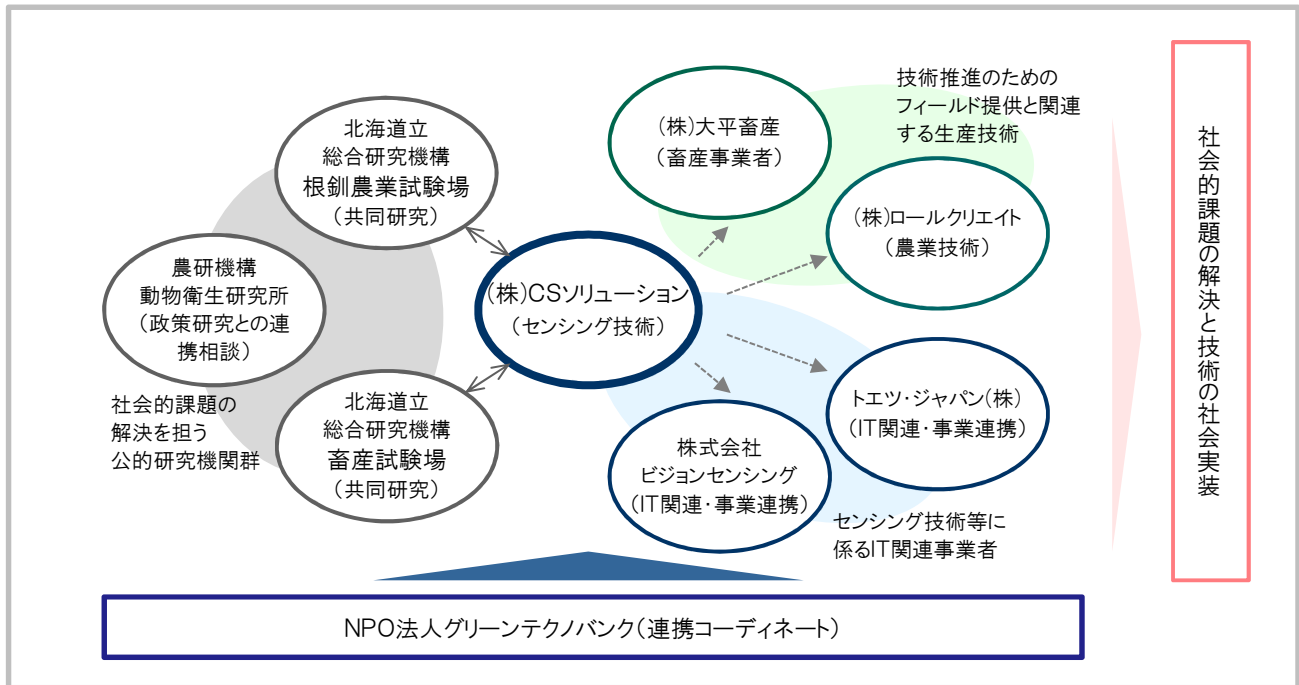 北海道立
総合研究機構
根釧農業試験場
（共同研究）
農研機構
動物衛生研究所
（政策研究との連
携相談）
社会的課題の
解決を担う
公的研究機関群
北海道立
総合研究機構
畜産試験場
（共同研究）
（株）CSソリューション
（センシング技術）
（株）大平畜産
（畜産事業者）
技術推進のための
フィールド提供と関連
する生産技術
（株）ロールクリエイト
（農業技術）
トエツ・ジャパン（株）
（IT関連・事業連携）
株式会社
ビジョンセンシング
（IT関連・事業連携）
センシング技術等に
係るIT関連事業者
社会的課題の解決と技術の社会実装
NPO法人グリーンテクノバンク（連携コーディネート）